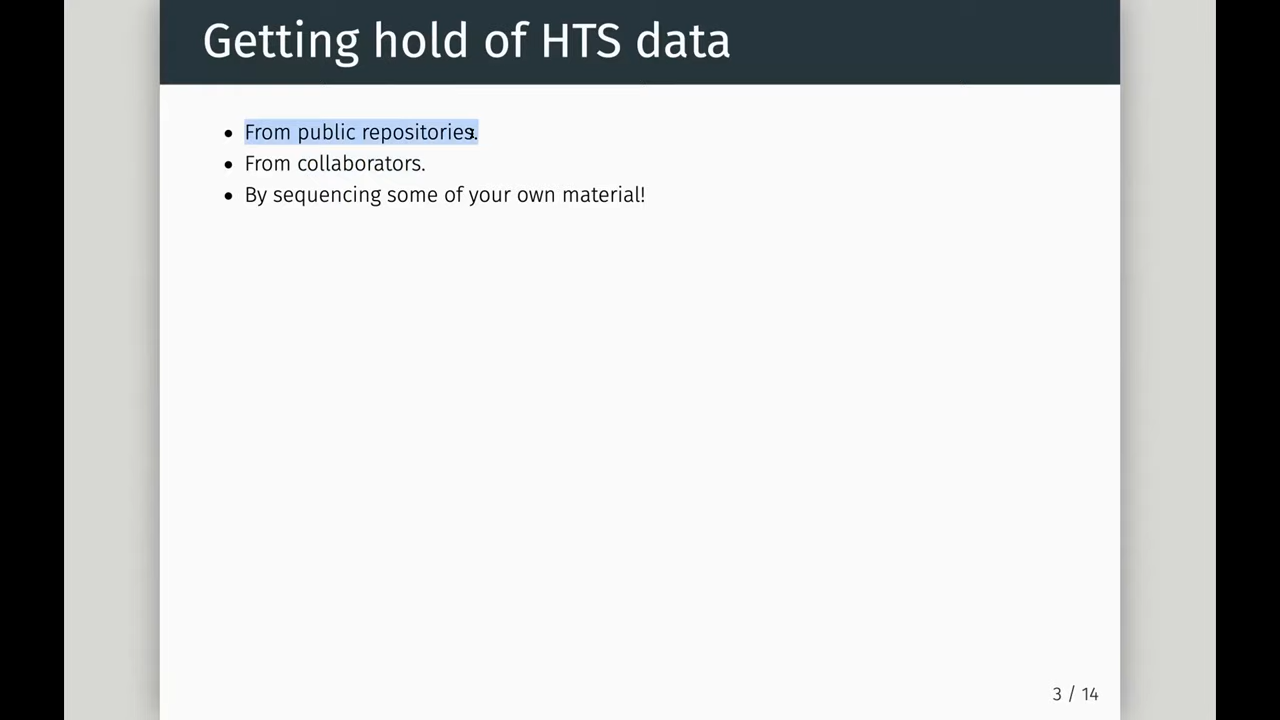 Getting hold of HTS data
• From public repositories.
• From collaborators.
• By sequencing some of your own material!
3 / 14